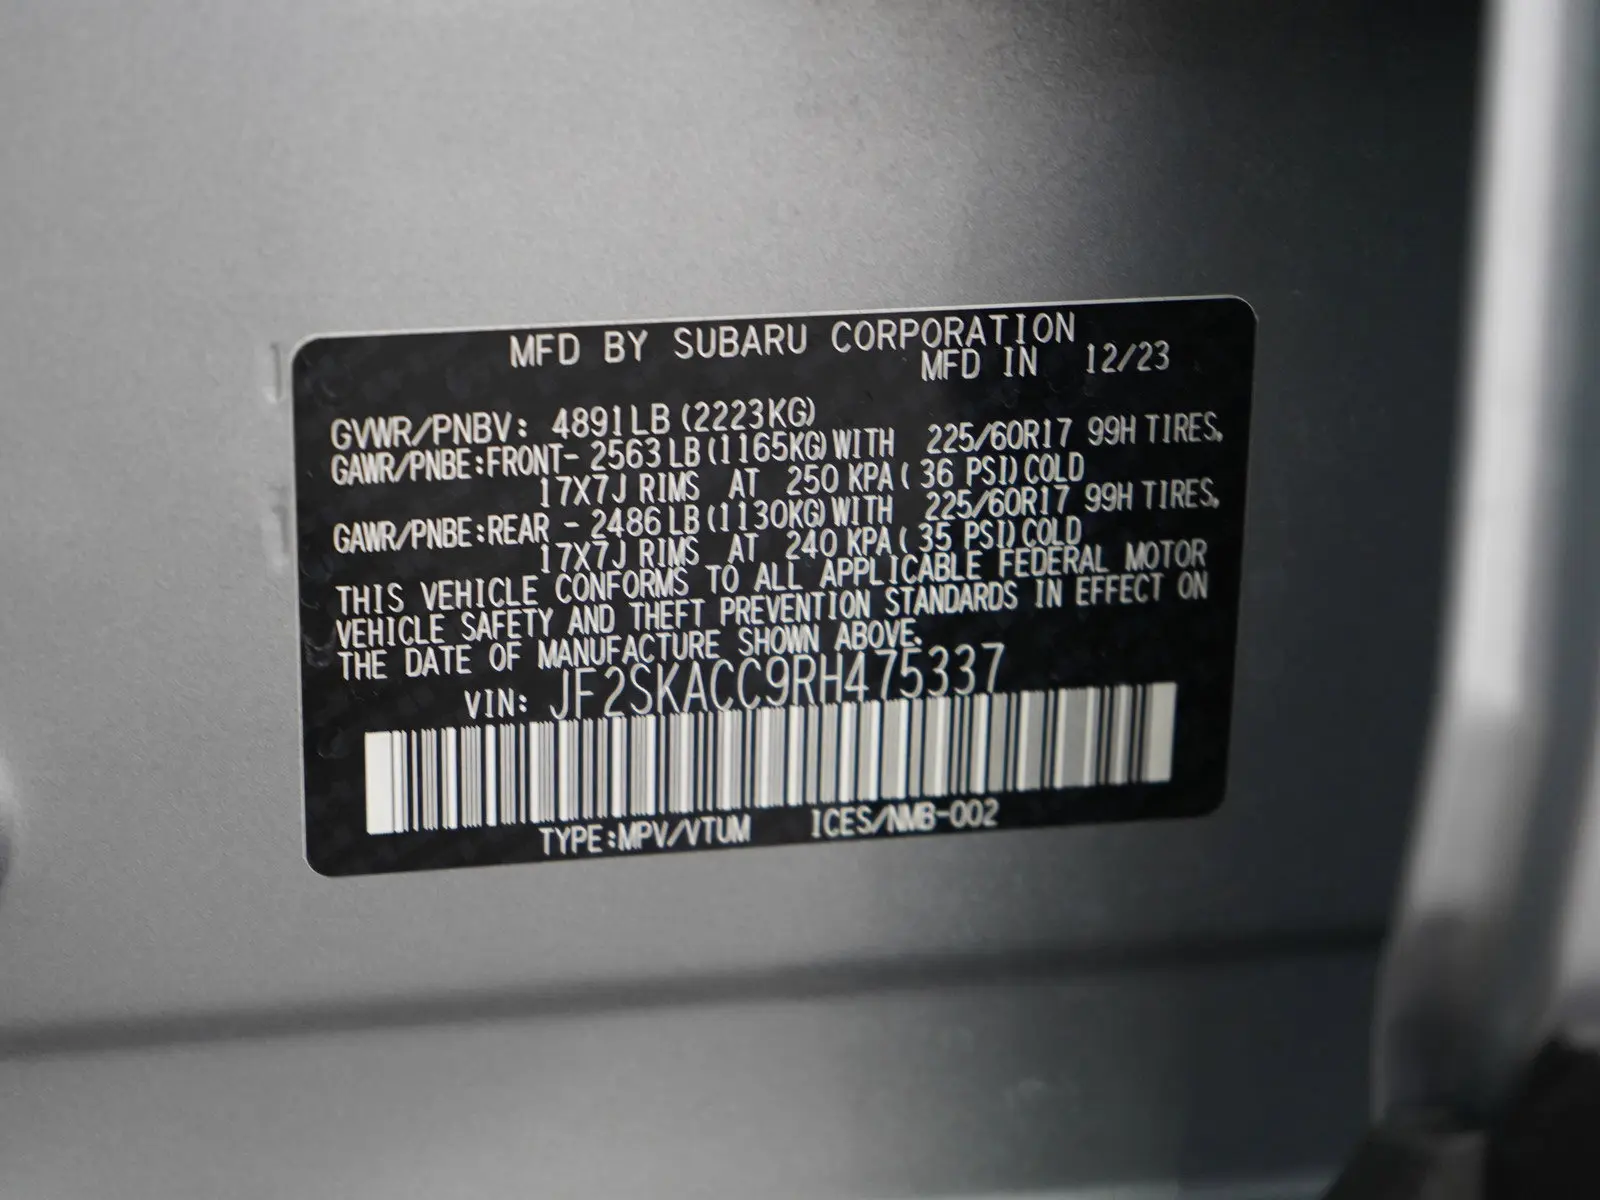 MFD BY SUBARU CORPORATION
MFD IN 12/23
GVWR/PNBV: 4891LB (2223KG)
GAWR/PNBE:FRONT- 2563LB(1165KG)WITH 225/60R17 99H TIRES,
17X7J RIMS AT 250 KPA( 36 PSI)COLD
GAWR/PNBE:REAR - 2486LB(1130KG)WITH 225/60R17 99H TIRES,
17X7J RIMS AT 240 KPA( 35 PSI)COLD
THIS VEHICLE CONFORMS TO ALL APPLICABLE FEDERAL MOTOR
VEHICLE SAFETY AND THEFT PREVENTION STANDARDS IN EFFECT ON
THE DATE OF MANUFACTURE SHOWN ABOVE.
VIN: JF2SKACC9RH475337
TYPE:MPV/VTUM ICES/NMB-002